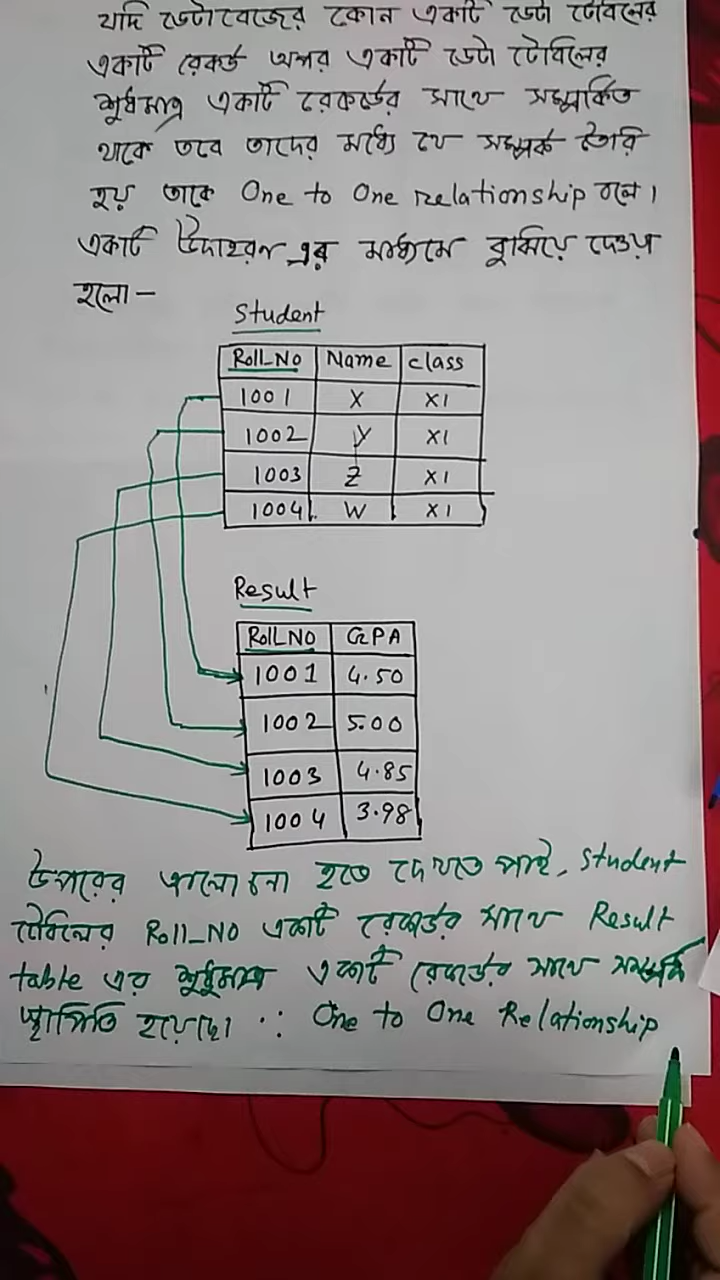 যদি ডেটাবেজের কোন একটি ডেটা টেবিলের
একটি রেকর্ড অপর একটি ডেটা টেবিলের
শুধুমাত্র একটি রেকর্ডের সাথে সম্পর্কিত
থাকে তবে তাদের মধ্যে যে সম্পর্ক তৈরি
হয় তাকে One to One Relationship বলে।
একটি উদাহরন এর মাধ্যমে বুঝিয়ে দেওয়া
হলো -
Student
Roll_No Name class
1001 X XI
1002 Y XI
1003 Z XI
1004 W XI
Result
Roll_No GPA
1001 4.50
1002 5.00
1003 4.85
1004 3.98
উপরের আলোচনা হতে দেখতে পাই, Student
টেবিলের Roll_No একটি রেকর্ডের সাথে Result
table এর শুধুমাত্র একটি রেকর্ডের সাথে সম্পর্ক
স্থাপিত হয়েছে। ∴ One to One Relationship